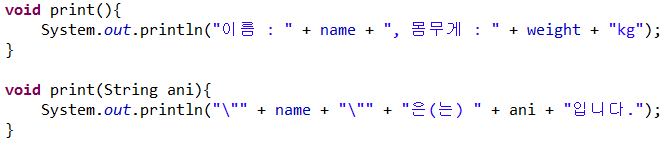 void print(){
    System.out.println("이름 : " + name + ", 몸무게 : " + weight + "kg");
}
void print(String ani){
    System.out.println("\"" + name + "\"" + "은(는) " + ani + "입니다.");
}